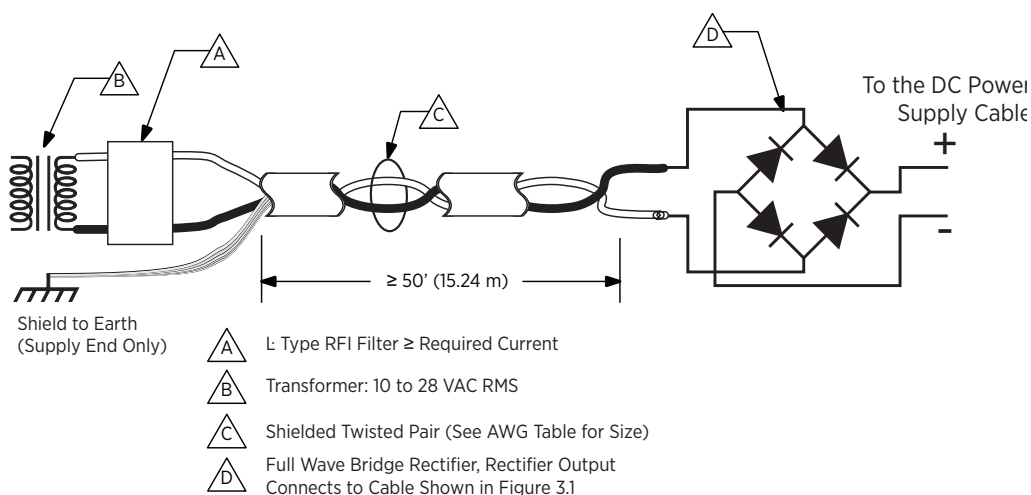 D
A
B
To the DC Power
Supply Cable
C
+
-
≥ 50' (15.24 m)
Shield to Earth
(Supply End Only)
A L: Type RFI Filter ≥ Required Current
B Transformer: 10 to 28 VAC RMS
C Shielded Twisted Pair (See AWG Table for Size)
D Full Wave Bridge Rectifier, Rectifier Output
Connects to Cable Shown in Figure 3.1